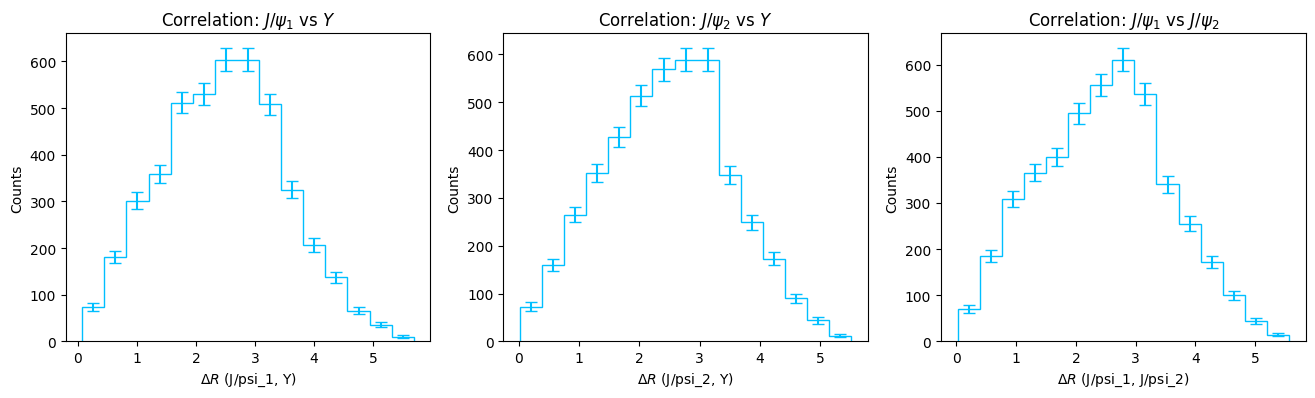 Correlation: J/ψ₁ vs Y
Counts
600
500
400
300
200
100
0
0 1 2 3 4 5
ΔR (J/psi_1, Y)
Correlation: J/ψ₂ vs Y
Counts
600
500
400
300
200
100
0
0 1 2 3 4 5
ΔR (J/psi_2, Y)
Correlation: J/ψ₁ vs J/ψ₂
Counts
600
500
400
300
200
100
0
0 1 2 3 4 5
ΔR (J/psi_1, J/psi_2)